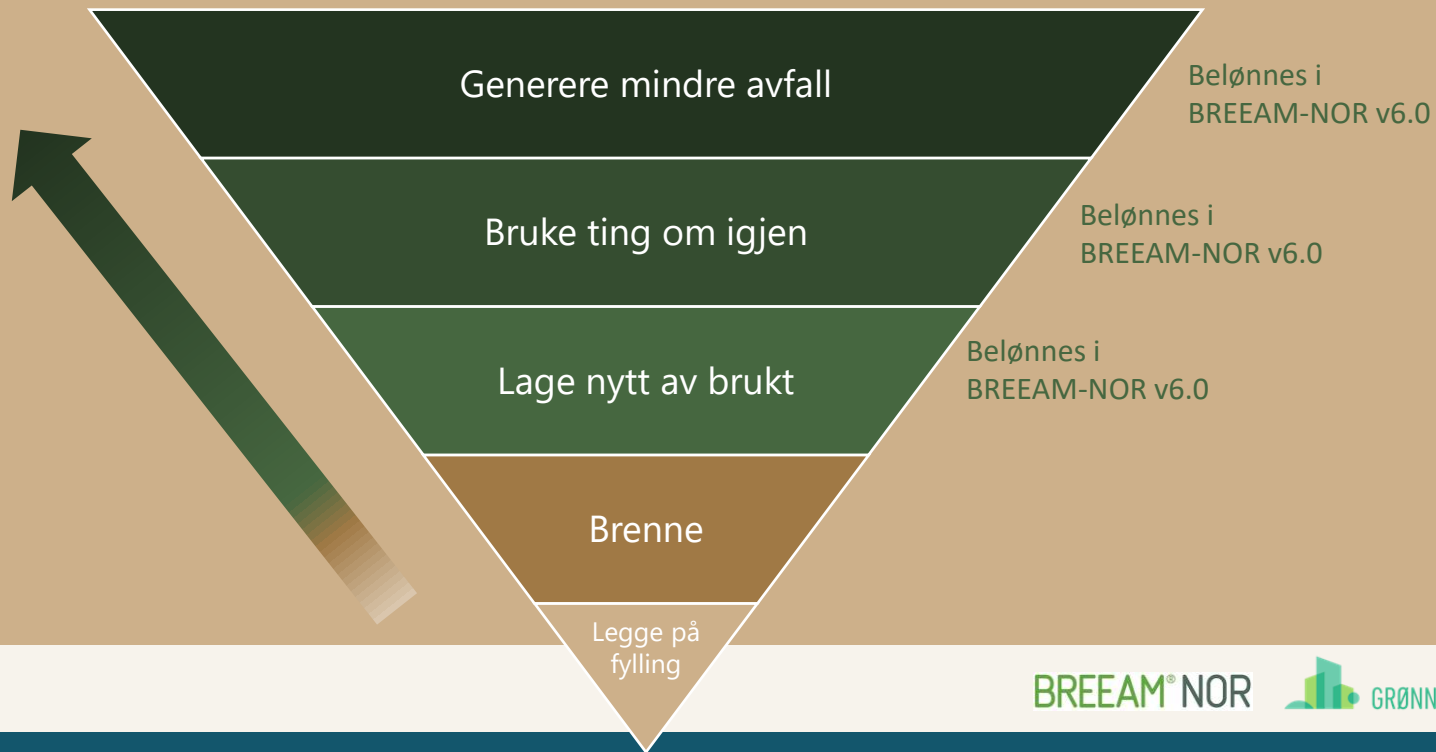 Generere mindre avfall
Belønnes i
BREEAM-NOR v6.0
Bruke ting om igjen
Belønnes i
BREEAM-NOR v6.0
Lage nytt av brukt
Belønnes i
BREEAM-NOR v6.0
Brenne
Legge på
fylling
BREEAM® NOR
GRØNN